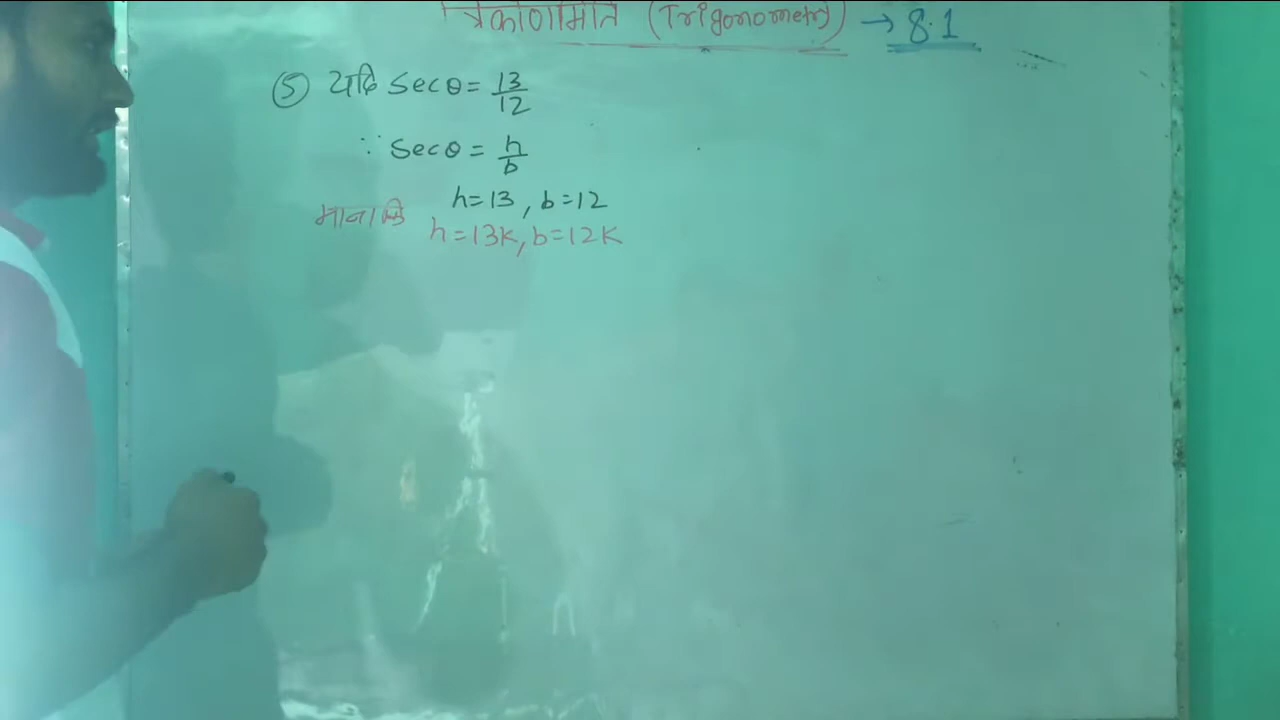 त्रिकोणमिति (Trigonometry) → 8.1
⑤ यदि secθ = 13/12
∵ secθ = h/b
h=13, b=12
माना कि h=13K, b=12K